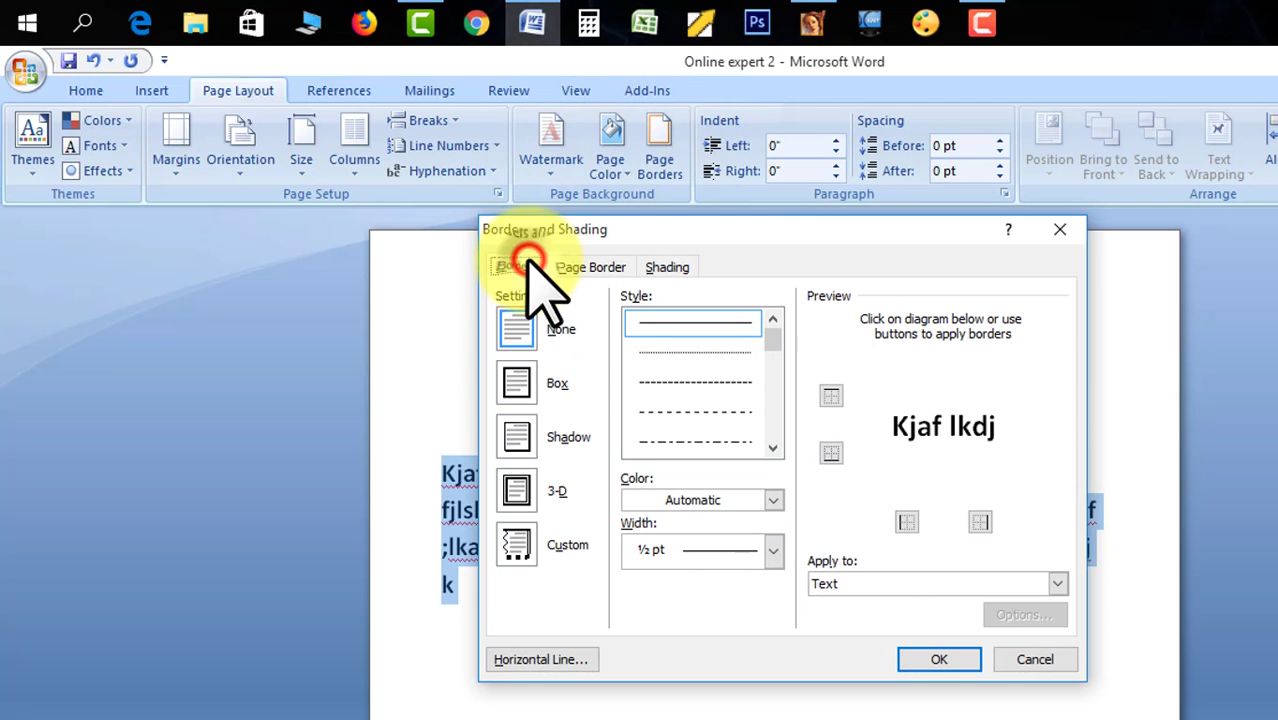 Online expert 2 - Microsoft Word
Home Insert Page Layout References Mailings Review View Add-Ins
Themes
Colors
Fonts
Effects
Themes
Margins
Orientation
Size
Columns
Breaks
Line Numbers
Hyphenation
Page Setup
Watermark
Page Color
Page Borders
Page Background
Indent
Left: 0"
Right: 0"
Spacing
Before: 0 pt
After: 0 pt
Paragraph
Position
Bring to Front
Send to Back
Text Wrapping
Arrange
Borders and Shading
Page Border
Shading
None
Box
Shadow
3-D
Custom
Style:
Color:
Automatic
Width:
½ pt
Preview
Click on diagram below or use
buttons to apply borders
Kjaf lkdj
Apply to:
Text
Options...
Horizontal Line...
OK
Cancel
k